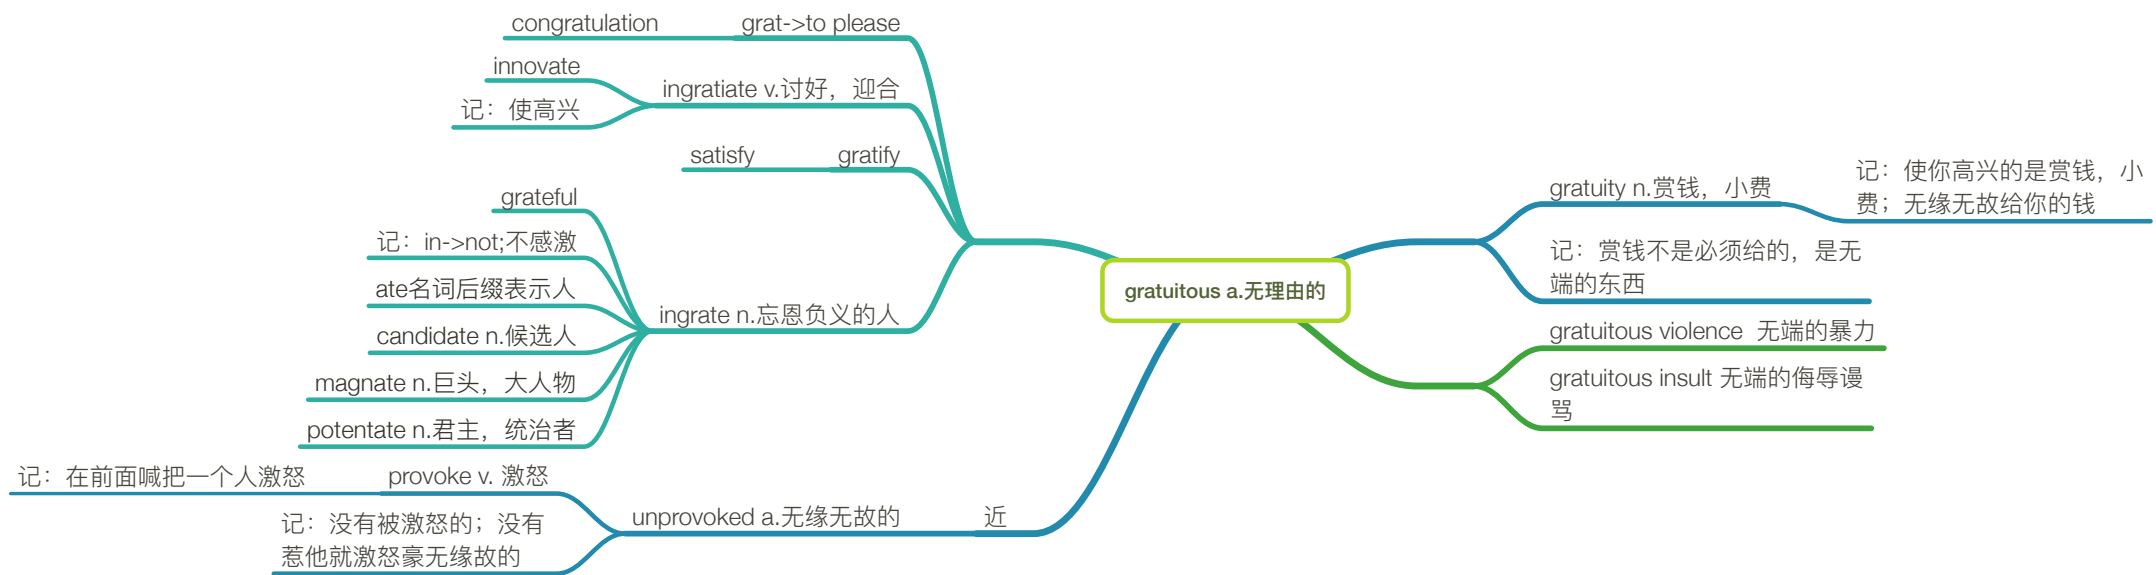 congratulation
grat->to please
innovate
记：使高兴
ingratiate v.讨好，迎合
satisfy
gratify
grateful
记：in->not;不感激
ate名词后缀表示人
candidate n.候选人
magnate n.巨头，大人物
potentate n.君主，统治者
ingrate n.忘恩负义的人
记：在前面喊把一个人激怒
provoke v. 激怒
记：没有被激怒的；没有
惹他就激怒豪无缘故的
unprovoked a.无缘无故的
近
gratuitous a.无理由的
gratuity n.赏钱，小费
记：使你高兴的是赏钱，小
费；无缘无故给你的钱
记：赏钱不是必须给的，是无
端的东西
gratuitous violence  无端的暴力
gratuitous insult 无端的侮辱谩
骂